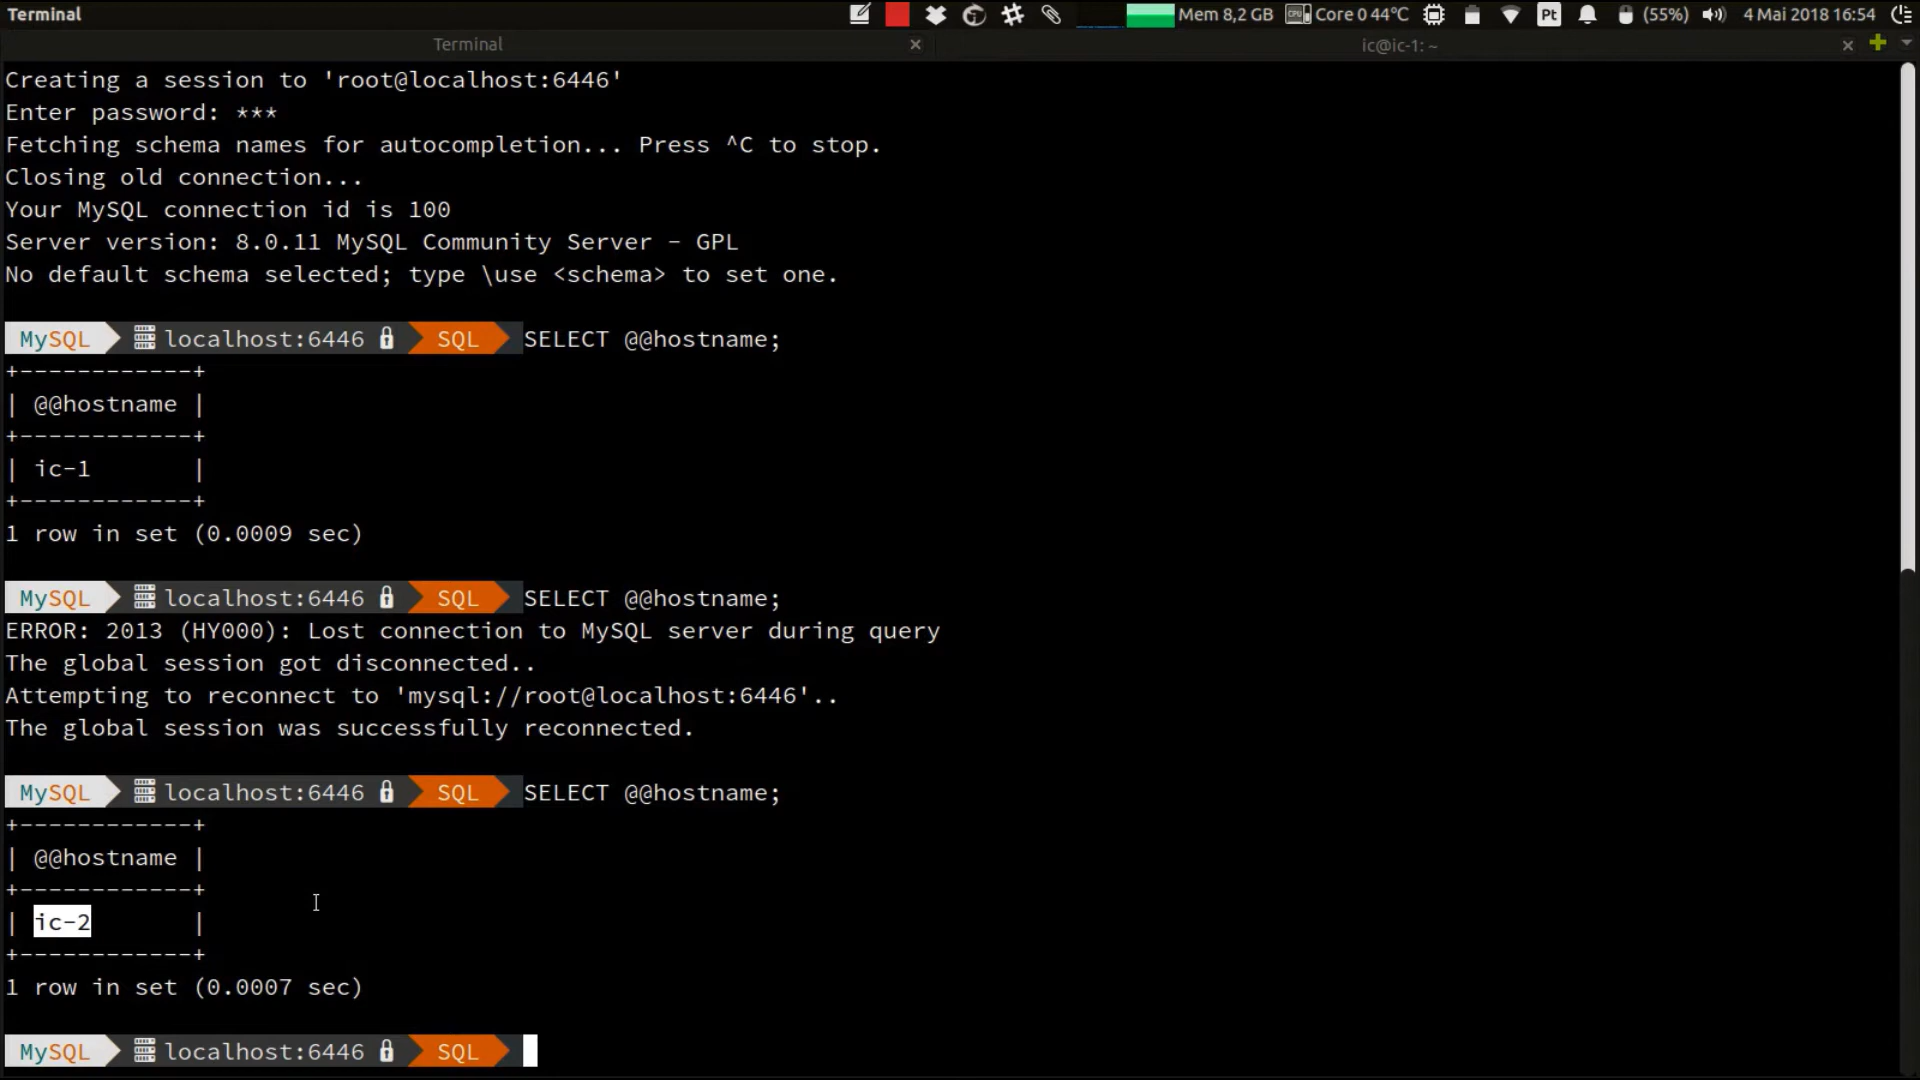 Terminal
Mem 8,2 GB
CPU
Core 0 44°C
Pt
(55%)
4 Mai 2018 16:54
Terminal
ic@ic-1: ~
Creating a session to 'root@localhost:6446'
Enter password: ***
Fetching schema names for autocompletion... Press ^C to stop.
Closing old connection...
Your MySQL connection id is 100
Server version: 8.0.11 MySQL Community Server - GPL
No default schema selected; type \use <schema> to set one.
MySQL localhost:6446 SQL SELECT @@hostname;
+------------+
| @@hostname |
+------------+
| ic-1       |
+------------+
1 row in set (0.0009 sec)
MySQL localhost:6446 SQL SELECT @@hostname;
ERROR: 2013 (HY000): Lost connection to MySQL server during query
The global session got disconnected..
Attempting to reconnect to 'mysql://root@localhost:6446'..
The global session was successfully reconnected.
MySQL localhost:6446 SQL SELECT @@hostname;
+------------+
| @@hostname |
+------------+
| ic-2       |
+------------+
1 row in set (0.0007 sec)
MySQL localhost:6446 SQL